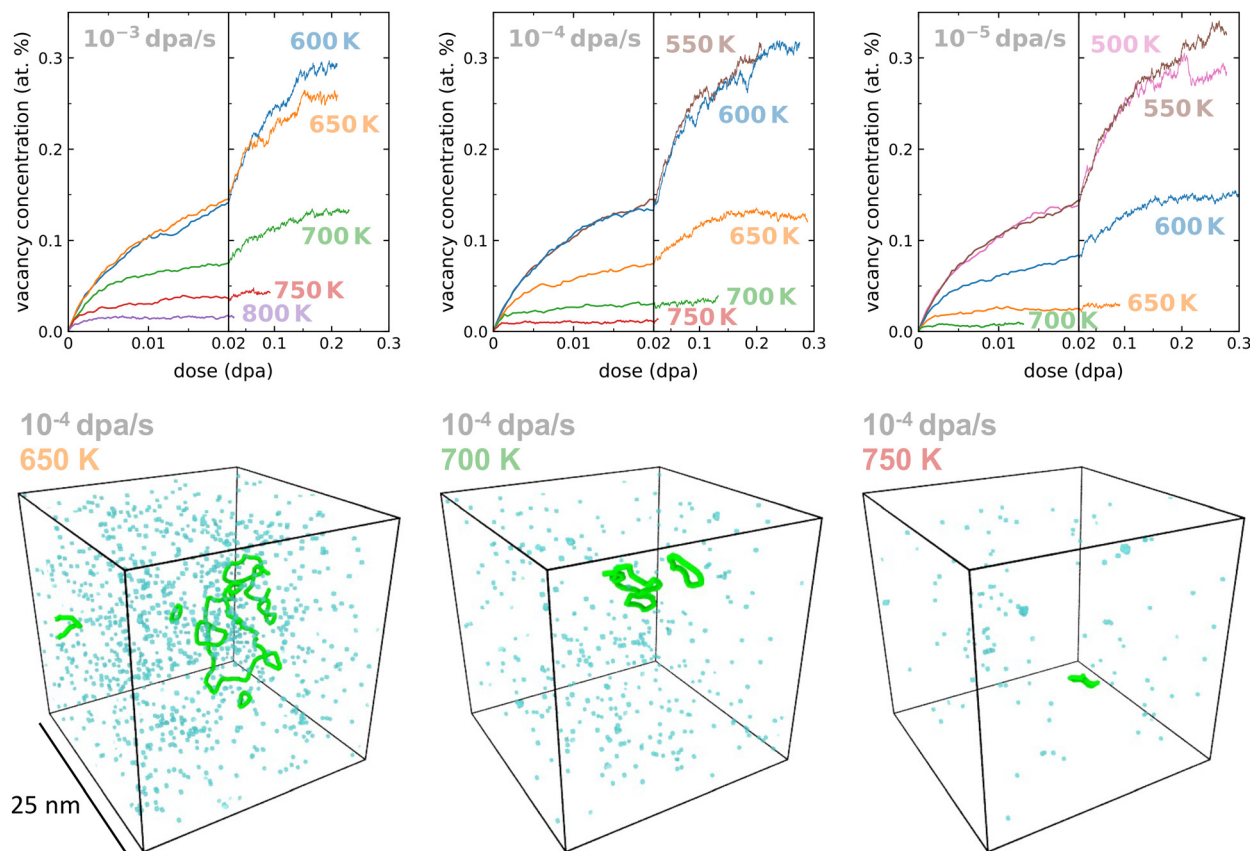 10⁻³ dpa/s
600 K
650 K
700 K
750 K
800 K
vacancy concentration (at. %)
0.3
0.2
0.1
0.0
0
0.01
0.02
0.1
0.2
0.3
dose (dpa)
10⁻⁴ dpa/s
550 K
600 K
650 K
700 K
750 K
vacancy concentration (at. %)
0.3
0.2
0.1
0.0
0
0.01
0.02
0.1
0.2
0.3
dose (dpa)
10⁻⁵ dpa/s
500 K
550 K
600 K
650 K
700 K
vacancy concentration (at. %)
0.3
0.2
0.1
0.0
0
0.01
0.02
0.1
0.2
0.3
dose (dpa)
10⁻⁴ dpa/s
650 K
25 nm
10⁻⁴ dpa/s
700 K
10⁻⁴ dpa/s
750 K